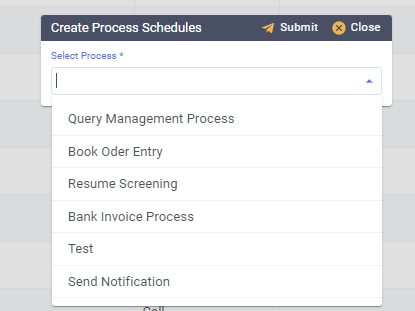 Create Process Schedules Submit Close
Select Process *
Query Management Process
Book Oder Entry
Resume Screening
Bank Invoice Process
Test
Send Notification